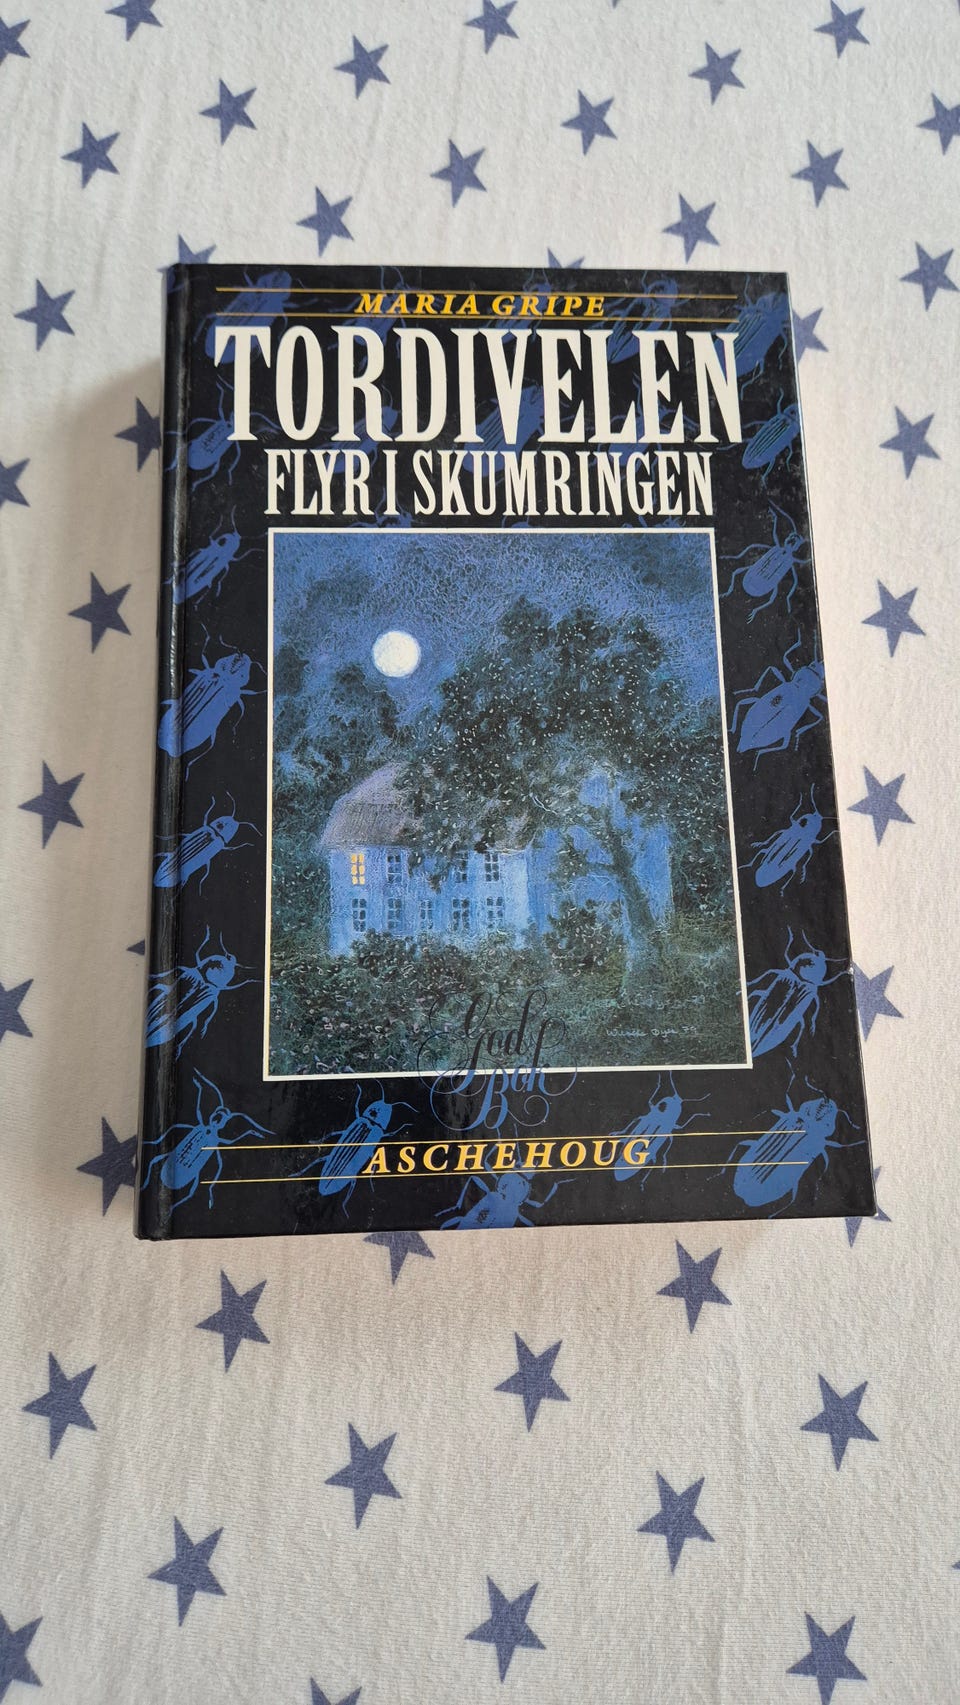 MARIA GRIPE
TORDIVELEN
FLYR I SKUMRINGEN
God
Bok
ASCHEHOUG